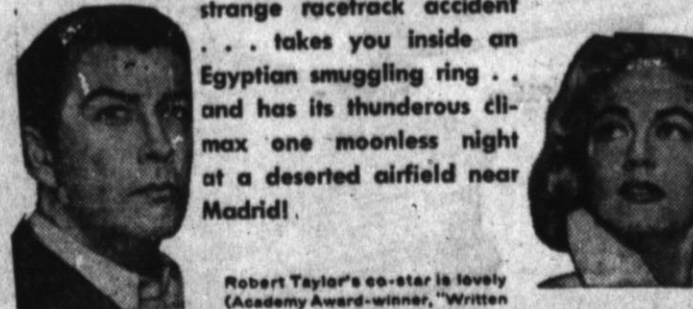 strange racetrack accident
. . . takes you inside an
Egyptian smuggling ring . .
and has its thunderous cli-
max one moonless night
at a deserted airfield near
Madrid!
Robert Taylor's co-star is lovely
(Academy Award-winner, "Written